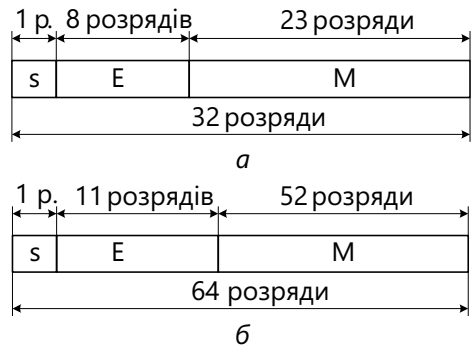 1 р. 8 розрядів 23 розряди
s E M
32 розряди
а
1 р. 11 розрядів 52 розряди
s E M
64 розряди
б